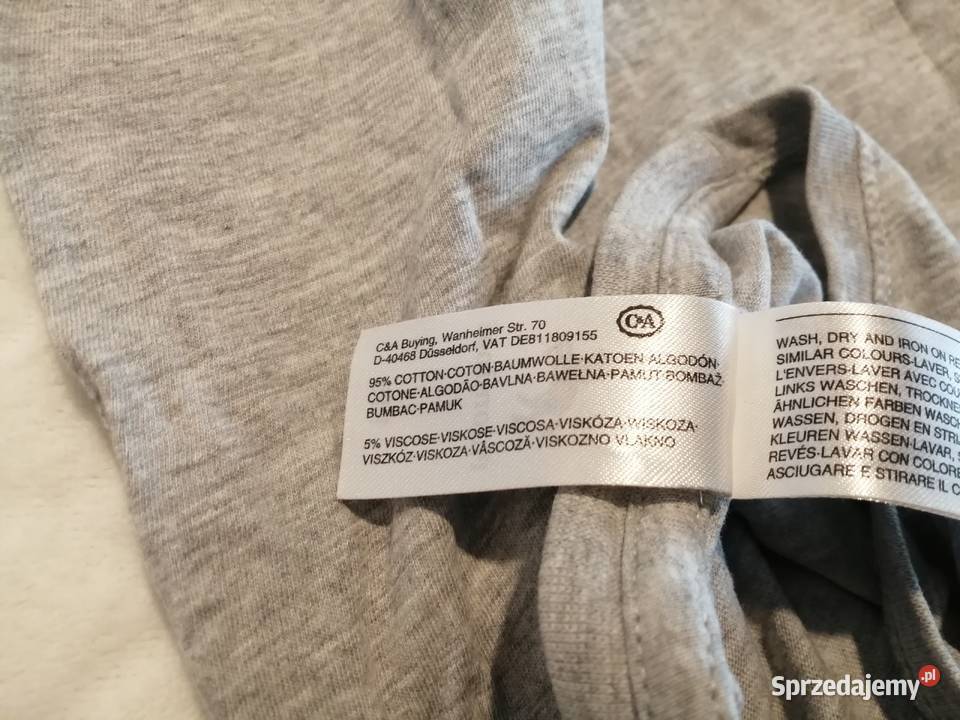 C&A Buying, Wanheimer Str. 70
D-40468 Düsseldorf, VAT DE811809155
C&A
95% COTTON·COTON·BAUMWOLLE·KATOEN ALGODÓN·
COTONE·ALGODÃO·BAVLNA·BAWEŁNA·PAMUT·BOMBAŽ·
BUMBAC·PAMUK
5% VISCOSE·VISKOSE·VISCOSA·VISKÓZA·WISKOZA·
VISZKÓZ·VISKOZA·VÂSCOZĂ·VISKOZNO VLAKNO
WASH, DRY AND IRON ON
SIMILAR COLOURS·LAVER,
L'ENVERS·LAVER AVEC
LINKS WASCHEN,
ÄHNLICHEN FARBEN
WASSEN, DROGEN EN
KLEUREN WASSEN·LAVAR,
REVÉS·LAVAR CON
ASCIUGARE E STIRARE IL
Sprzedajemy.pl